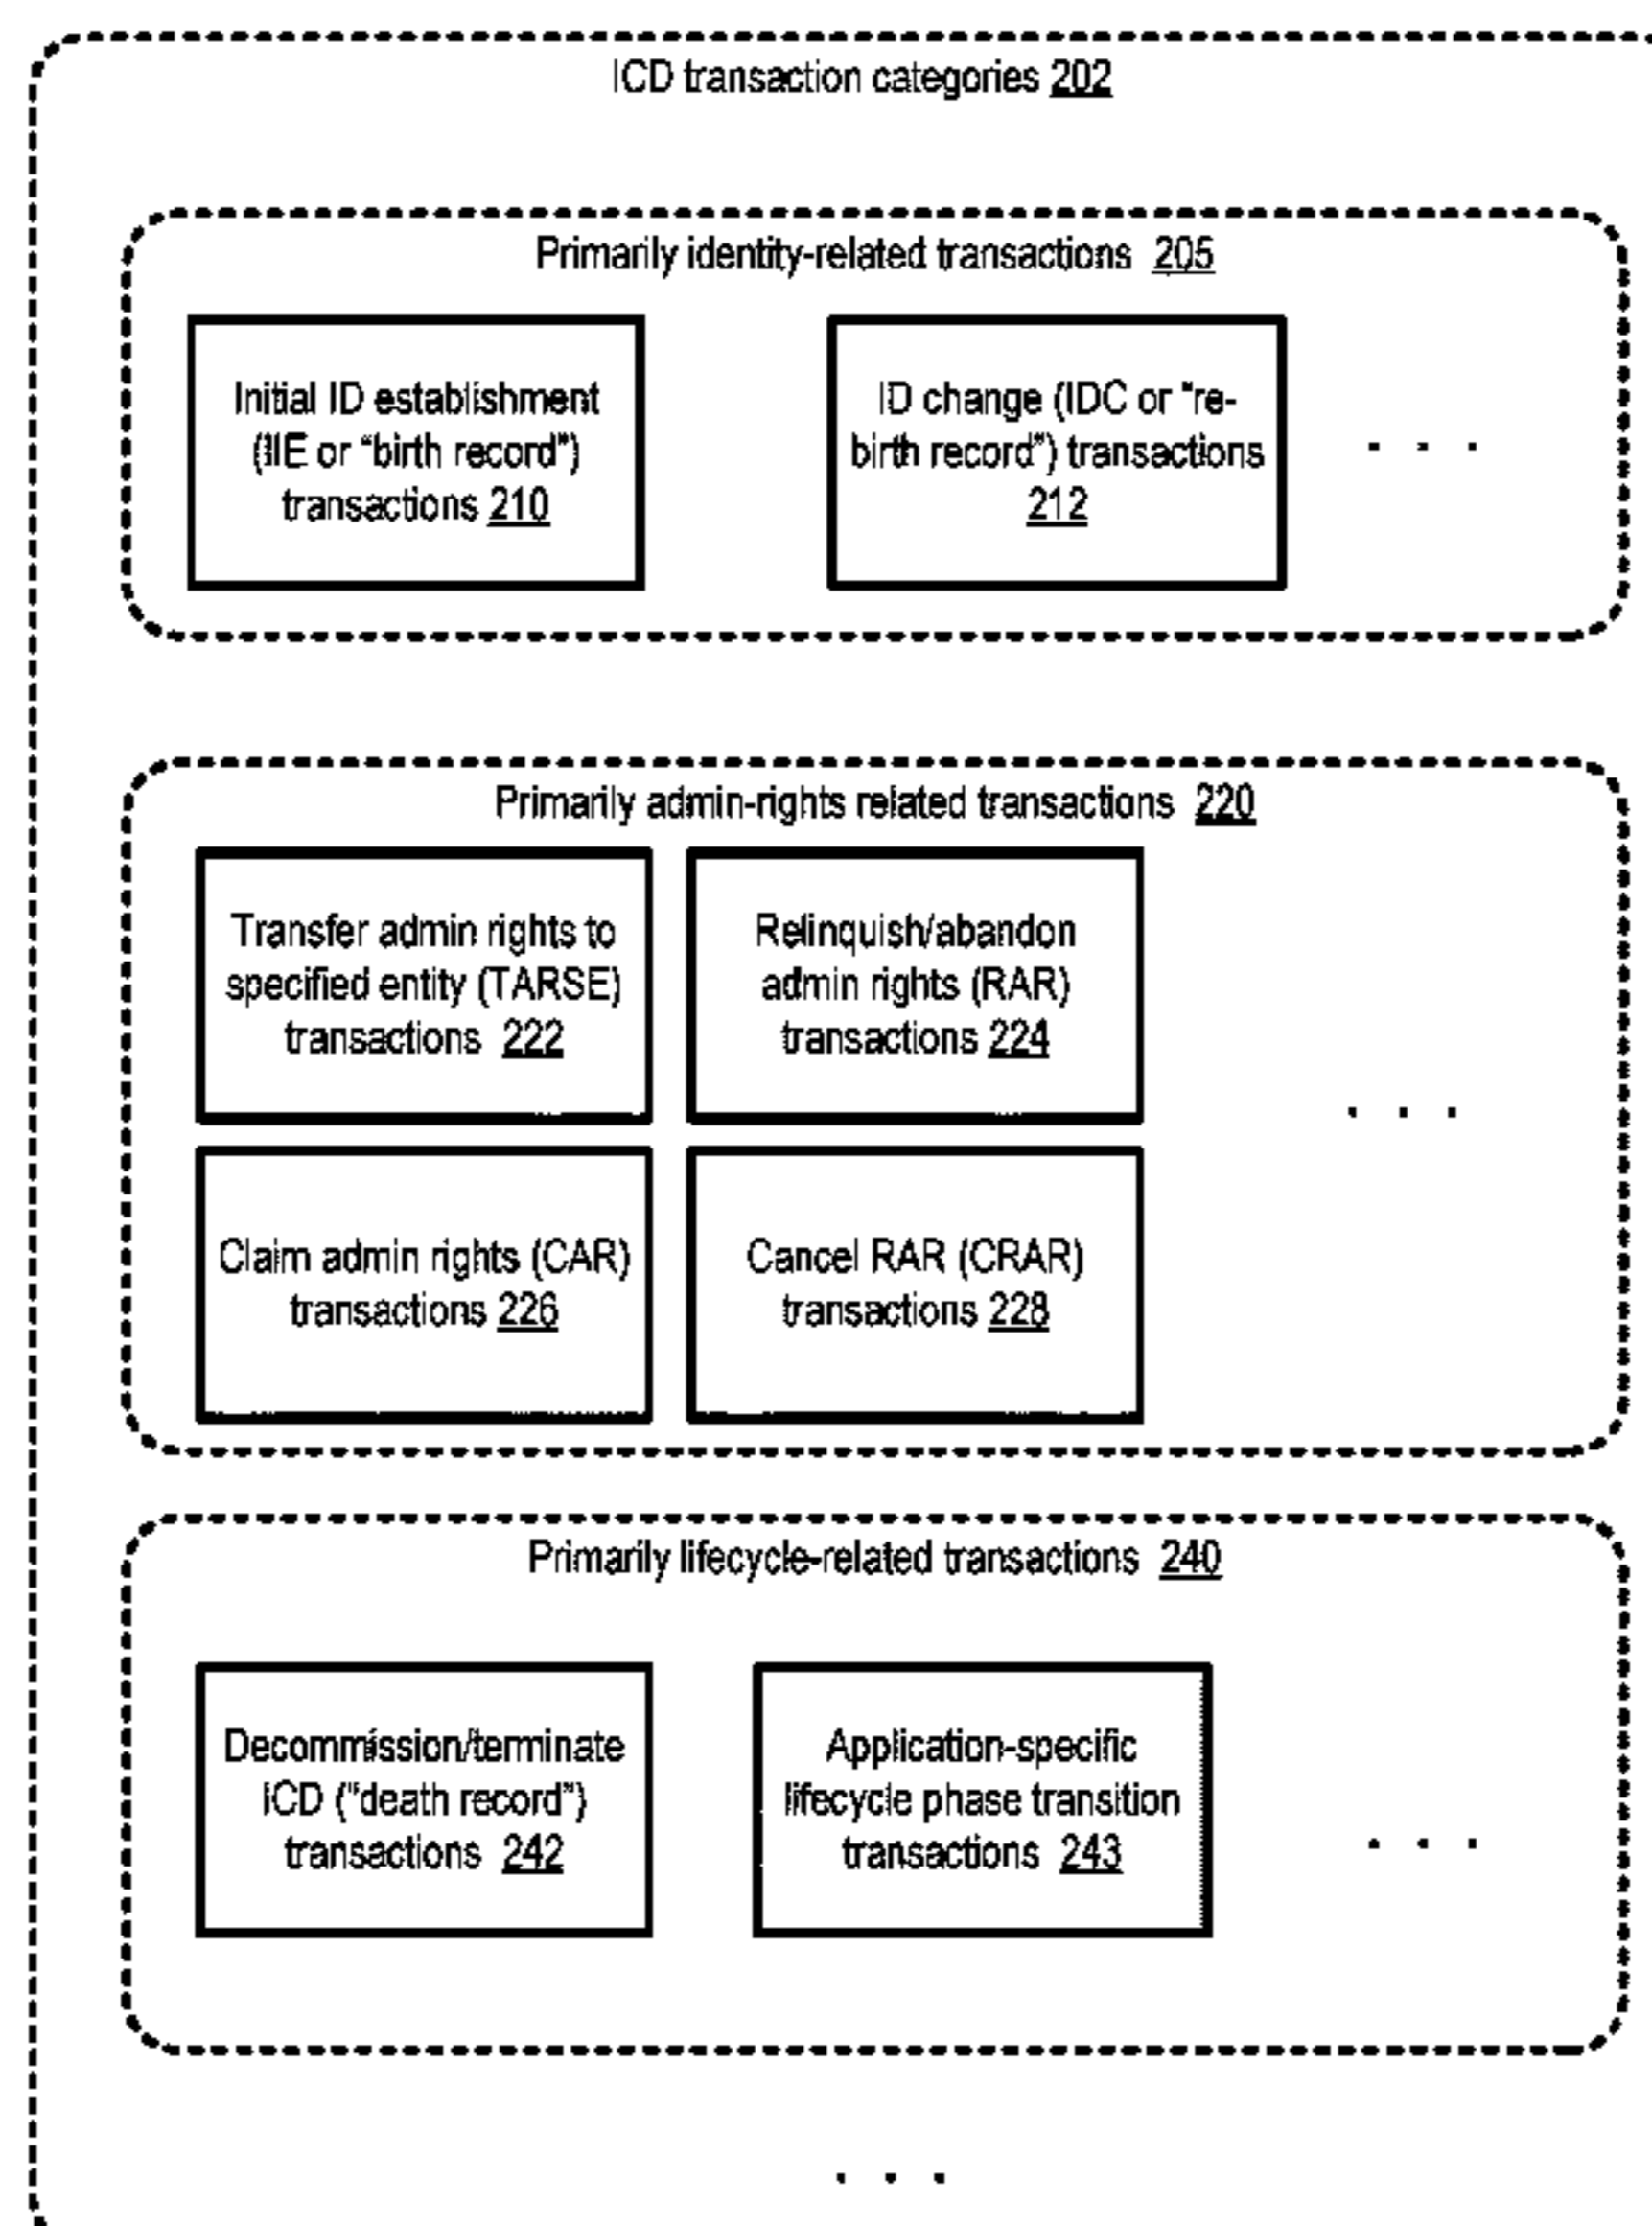 ICD transaction categories 202
Primarily identity-related transactions 205
Initial ID establishment
(IIE or “birth record”)
transactions 210
ID change (IDC or “re-
birth record”) transactions
212
. . .
Primarily admin-rights related transactions 220
Transfer admin rights to
specified entity (TARSE)
transactions 222
Relinquish/abandon
admin rights (RAR)
transactions 224
. . .
Claim admin rights (CAR)
transactions 226
Cancel RAR (CRAR)
transactions 228
Primarily lifecycle-related transactions 240
Decommission/terminate
ICD (“death record”)
transactions 242
Application-specific
lifecycle phase transition
transactions 243
. . .
. . .